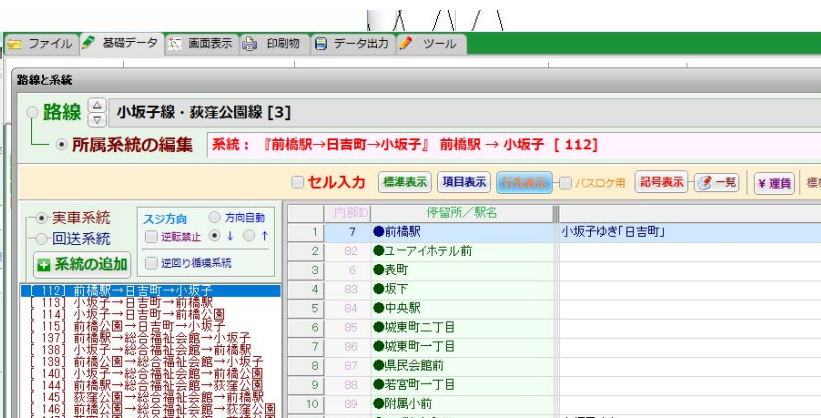 ファイル 基礎データ 画面表示 印刷物 データ出力 ツール
路線と系統
路線 小坂子線・荻窪公園線 [3]
所属系統の編集 系統： 『前橋駅→日吉町→小坂子』 前橋駅 → 小坂子 [ 112]
セル入力 標準表示 項目表示 行先表示 バスロケ用 記号表示 一覧 ¥ 運賃 標
実車系統 スジ方向 方向自動
回送系統 逆転禁止 ↓ ↑
系統の追加 逆回り循環系統
[ 112] 前橋駅→日吉町→小坂子
[ 113] 小坂子→日吉町→前橋駅
[ 114] 小坂子→日吉町→前橋公園
[ 115] 前橋公園→日吉町→小坂子
[ 137] 前橋駅→総合福祉会館→小坂子
[ 138] 小坂子→総合福祉会館→前橋駅
[ 139] 前橋公園→総合福祉会館→小坂子
[ 140] 小坂子→総合福祉会館→前橋公園
[ 144] 前橋駅→総合福祉会館→荻窪公園
[ 145] 荻窪公園→総合福祉会館→前橋駅
[ 146] 前橋公園→総合福祉会館→荻窪公園
内部ID 停留所／駅名
1 7 ●前橋駅 小坂子ゆき「日吉町」
2 82 ●ユーアイホテル前
3 6 ●表町
4 83 ●坂下
5 84 ●中央駅
6 85 ●城東町二丁目
7 86 ●城東町一丁目
8 87 ●県民会館前
9 88 ●若宮町一丁目
10 89 ●附属小前